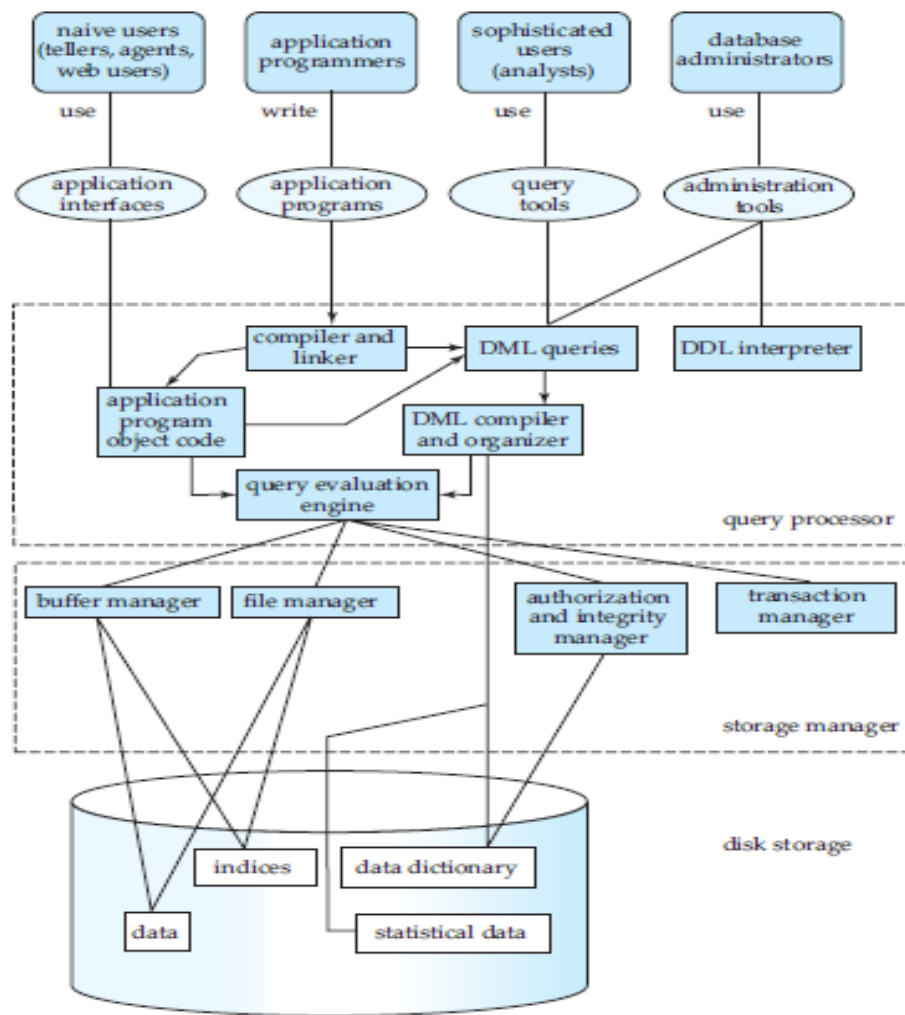 naive users
(tellers, agents,
web users)
application
programmers
sophisticated
users
(analysts)
database
administrators
use
write
use
use
application
interfaces
application
programs
query
tools
administration
tools
compiler and
linker
DML queries
DDL interpreter
application
program
object code
DML compiler
and organizer
query evaluation
engine
query processor
buffer manager
file manager
authorization
and integrity
manager
transaction
manager
storage manager
disk storage
indices
data dictionary
data
statistical data